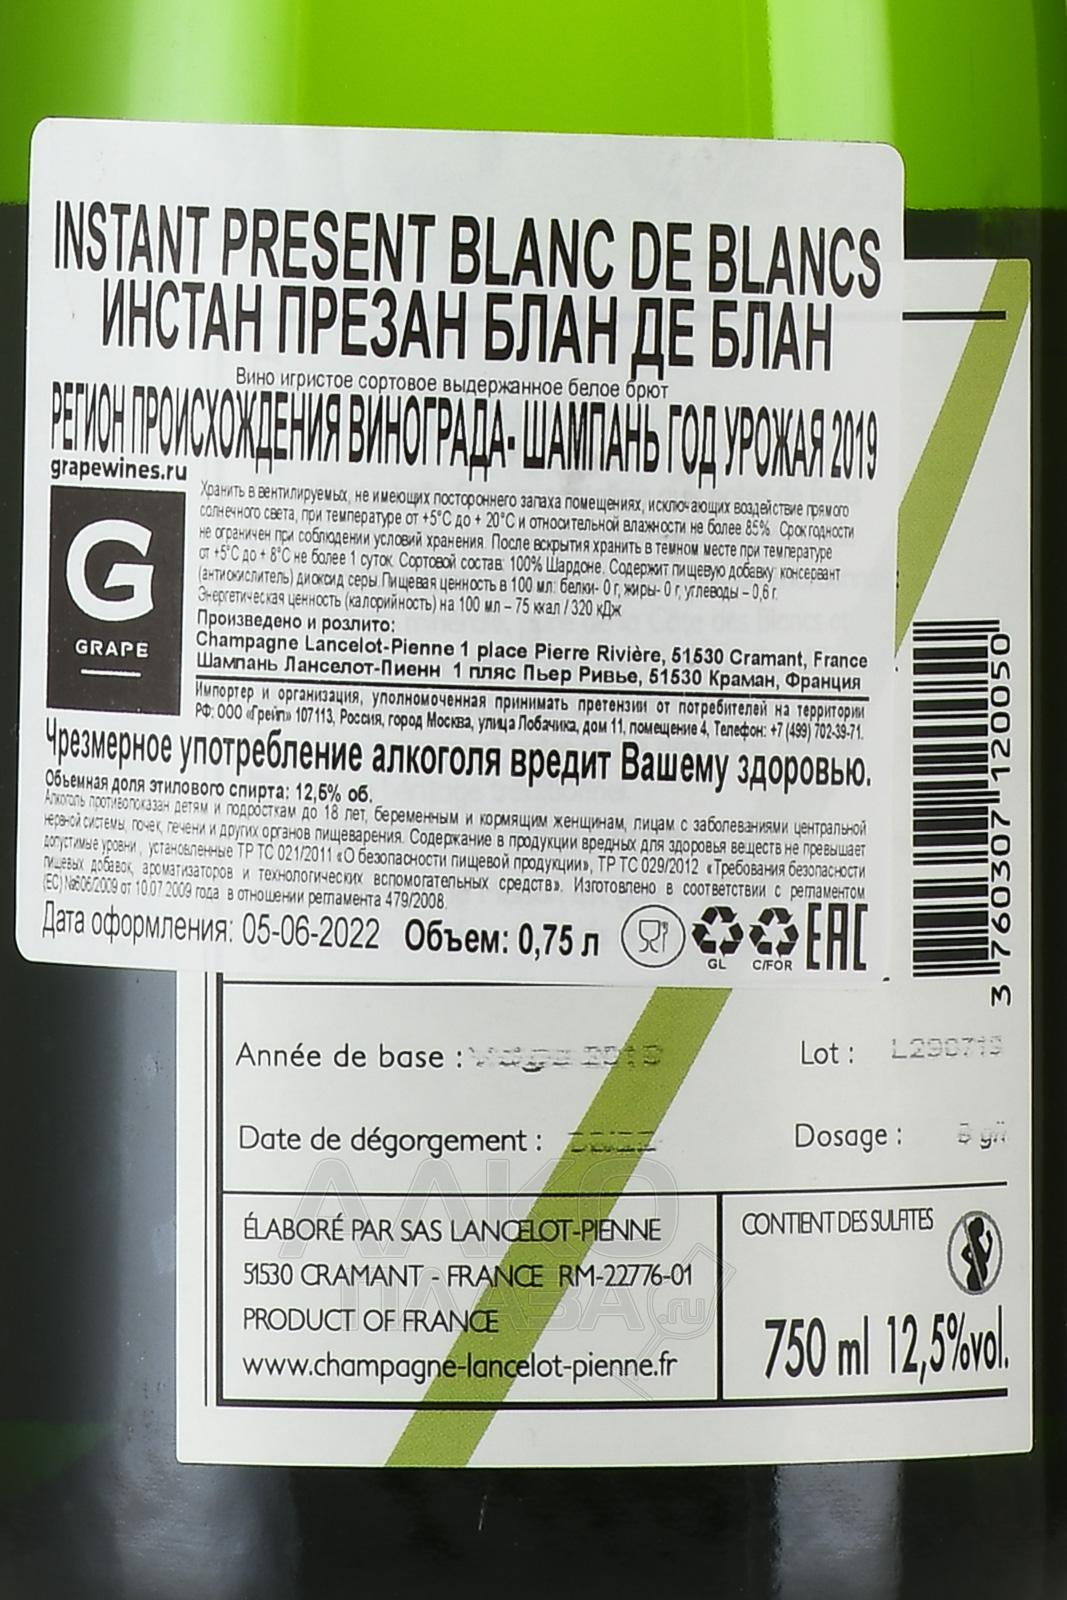 INSTANT PRESENT BLANC DE BLANCS
ИНСТАН ПРЕЗАН БЛАН ДЕ БЛАН
Вино игристое сортовое выдержанное белое брют
РЕГИОН ПРОИСХОЖДЕНИЯ ВИНОГРАДА- ШАМПАНЬ ГОД УРОЖАЯ 2019
grapewines.ru
G
GRAPE
Хранить в вентилируемых, не имеющих постороннего запаха помещениях, исключающих воздействие прямого
солнечного света, при температуре от +5°С до + 20°С и относительной влажности не более 85%. Срок годности
не ограничен при соблюдении условий хранения. После вскрытия хранить в темном месте при температуре
от +5°С до + 8°С не более 1 суток. Сортовой состав: 100% Шардоне. Содержит пищевую добавку: консервант
(антиокислитель) диоксид серы. Пищевая ценность в 100 мл: белки- 0 г, жиры- 0 г, углеводы – 0,6 г.
Энергетическая ценность (калорийность) на 100 мл – 75 ккал / 320 кДж
Произведено и розлито:
Champagne Lancelot-Pienne 1 place Pierre Rivière, 51530 Cramant, France
Шампань Ланселот-Пиенн 1 пляс Пьер Ривье, 51530 Краман, Франция
Импортер и организация, уполномоченная принимать претензии от потребителей на территории
РФ: ООО «Грейп» 107113, Россия, город Москва, улица Лобачика, дом 11, помещение 4, Телефон: +7 (499) 702-39-71.
Чрезмерное употребление алкоголя вредит Вашему здоровью.
Объемная доля этилового спирта: 12,5% об.
Алкоголь противопоказан детям и подросткам до 18 лет, беременным и кормящим женщинам, лицам с заболеваниями центральной
нервной системы, почек, печени и других органов пищеварения. Содержание в продукции вредных для здоровья веществ не превышает
допустимые уровни , установленные ТР ТС 021/2011 «О безопасности пищевой продукции», ТР ТС 029/2012 «Требования безопасности
пищевых добавок, ароматизаторов и технологических вспомогательных средств». Изготовлено в соответствии с регламентом
(ЕС) №606/2009 от 10.07.2009 года в отношении регламента 479/2008.
Дата оформления: 05-06-2022 Объем: 0,75 л
GL C/FOR EAC
3 760307 120050
Année de base : 2019 Lot : L290719
Date de dégorgement : Dosage :
ÉLABORÉ PAR SAS LANCELOT-PIENNE
51530 CRAMANT - FRANCE RM-22776-01
PRODUCT OF FRANCE
www.champagne-lancelot-pienne.fr
CONTIENT DES SULFITES
750 ml 12,5%vol.
АЛКО
ПЛАЗА.ru